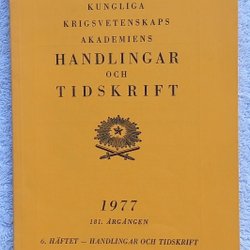 KUNGLIGA
KRIGSVETENSKAPS
AKADEMIENS
HANDLINGAR
OCH
TIDSKRIFT
1977
181. ÅRGÅNGEN
6. HÄFTET – HANDLINGAR OCH TIDSKRIFT